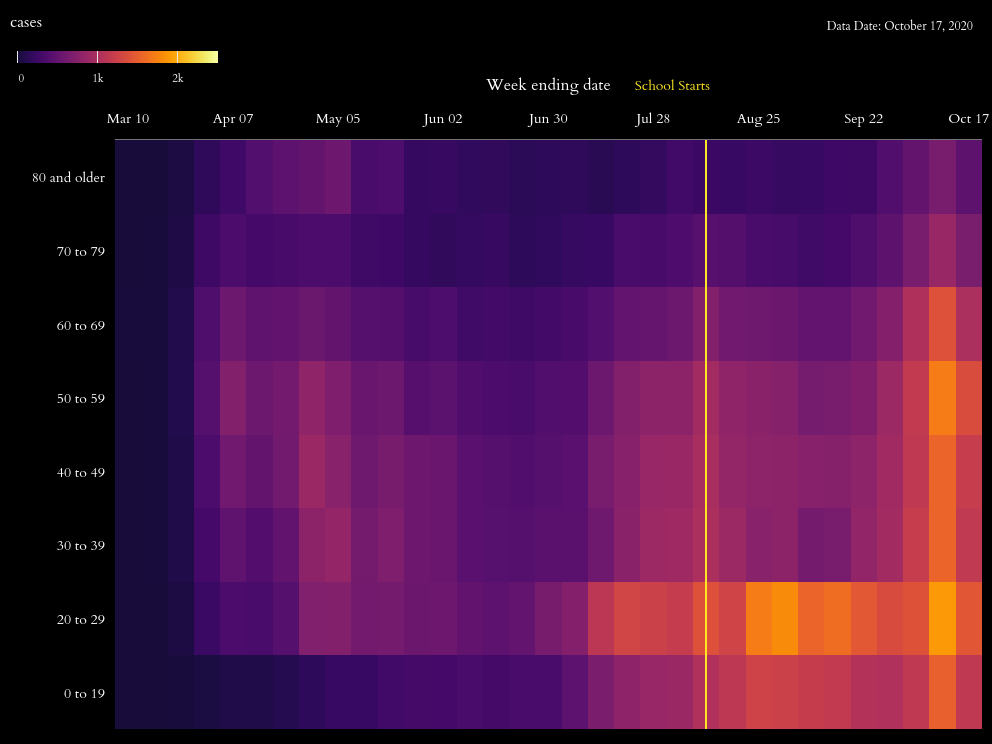 cases
Data Date: October 17, 2020
0 1k 2k
Week ending date School Starts
Mar 10 Apr 07 May 05 Jun 02 Jun 30 Jul 28 Aug 25 Sep 22 Oct 17
80 and older
70 to 79
60 to 69
50 to 59
40 to 49
30 to 39
20 to 29
0 to 19